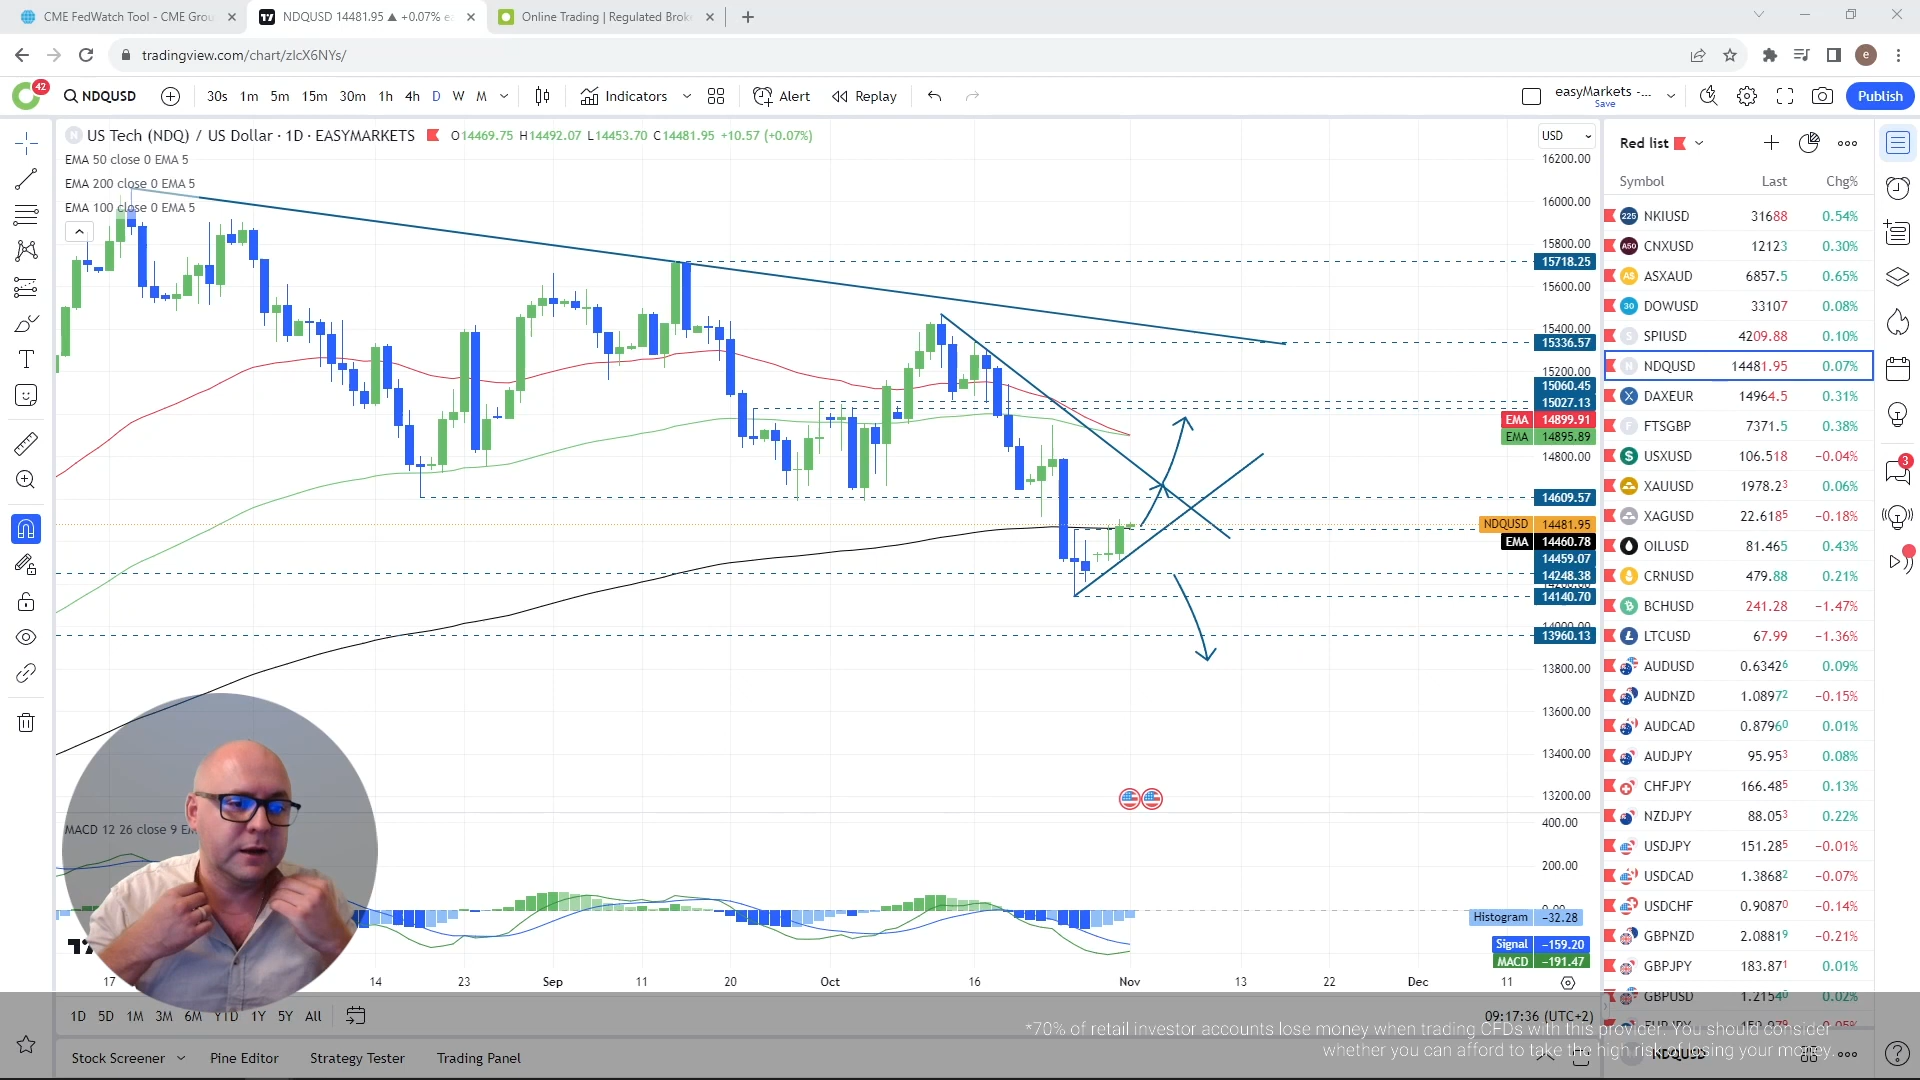 CME FedWatch Tool - CME Grou
NDQUSD 14481.95 ▲ +0.07% ea
Online Trading | Regulated Brok
tradingview.com/chart/zIcX6NYs/
e
42
NDQUSD
30s 1m 5m 15m 30m 1h 4h D W M
Indicators
Alert
Replay
easyMarkets -...
Save
Publish
US Tech (NDQ) / US Dollar · 1D · EASYMARKETS
O14469.75 H14492.07 L14453.70 C14481.95 +10.57 (+0.07%)
USD
EMA 50 close 0 EMA 5
EMA 200 close 0 EMA 5
EMA 100 close 0 EMA 5
16200.00
16000.00
15800.00
15718.25
15600.00
15400.00
15336.57
15200.00
15060.45
15027.13
EMA 14899.91
EMA 14895.89
14800.00
14609.57
NDQUSD 14481.95
EMA 14460.78
14459.07
14248.38
14140.70
14000.00
13960.13
13800.00
13600.00
13400.00
13200.00
400.00
200.00
0.00
MACD 12 26 close 9 EM
Histogram −32.28
Signal −159.20
MACD −191.47
17 14 23 Sep 11 20 Oct 16 Nov 13 22 Dec 11
Red list
Symbol Last Chg%
225 NKIUSD 31688 0.54%
A50 CNXUSD 12123 0.30%
A$ ASXAUD 6857.5 0.65%
30 DOWUSD 33107 0.08%
S SPIUSD 4209.88 0.10%
N NDQUSD 14481.95 0.07%
X DAXEUR 14964.5 0.31%
F FTSGBP 7371.5 0.38%
$ USXUSD 106.518 −0.04%
XAUUSD 1978.23 0.06%
XAGUSD 22.6185 −0.18%
OILUSD 81.465 0.43%
CRNUSD 479.88 0.21%
BCHUSD 241.28 −1.47%
LTCUSD 67.99 −1.36%
AUDUSD 0.63426 0.09%
AUDNZD 1.08972 −0.15%
AUDCAD 0.87960 0.01%
AUDJPY 95.953 0.08%
CHFJPY 166.485 0.13%
NZDJPY 88.053 0.22%
USDJPY 151.285 −0.01%
USDCAD 1.38682 −0.07%
USDCHF 0.90870 −0.14%
GBPNZD 2.08819 −0.21%
GBPJPY 183.871 0.01%
GBPUSD 1.21540 0.02%
3
1D 5D 1M 3M 6M YTD 1Y 5Y All
09:17:36 (UTC+2)
*70% of retail investor accounts lose money when trading CFDs with this provider. You should consider
whether you can afford to take the high risk of losing your money.
Stock Screener Pine Editor Strategy Tester Trading Panel
NDQUSD